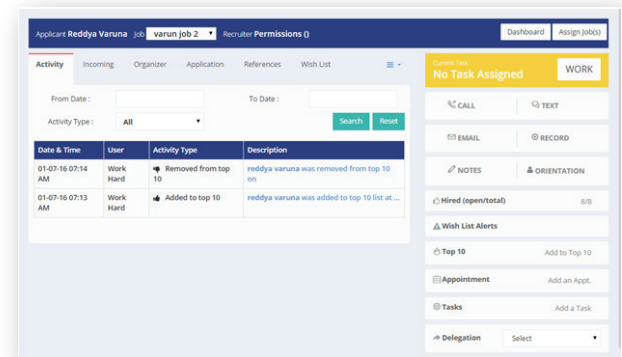 Applicant Reddya Varuna Job varun job 2 Recruiter Permissions () Dashboard Assign Job(s)
Activity Incoming Organizer Application References Wish List
From Date : To Date :
Activity Type : All Search Reset
Date & Time User Activity Type Description
01-07-16 07:14 Work Removed from top reddya varuna was removed from top 10
AM Hard 10 on
01-07-16 07:13 Work Added to top 10 reddya varuna was added to top 10 list at ...
AM Hard
Current Task
No Task Assigned WORK
CALL TEXT
EMAIL RECORD
NOTES ORIENTATION
Hired (open/total) 8/8
Wish List Alerts
Top 10 Add to Top 10
Appointment Add an Appt.
Tasks Add a Task
Delegation Select